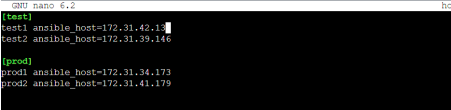 GNU nano 6.2
ho
[test]
test1 ansible_host=172.31.42.13
test2 ansible_host=172.31.39.146
[prod]
prod1 ansible_host=172.31.34.173
prod2 ansible_host=172.31.41.179